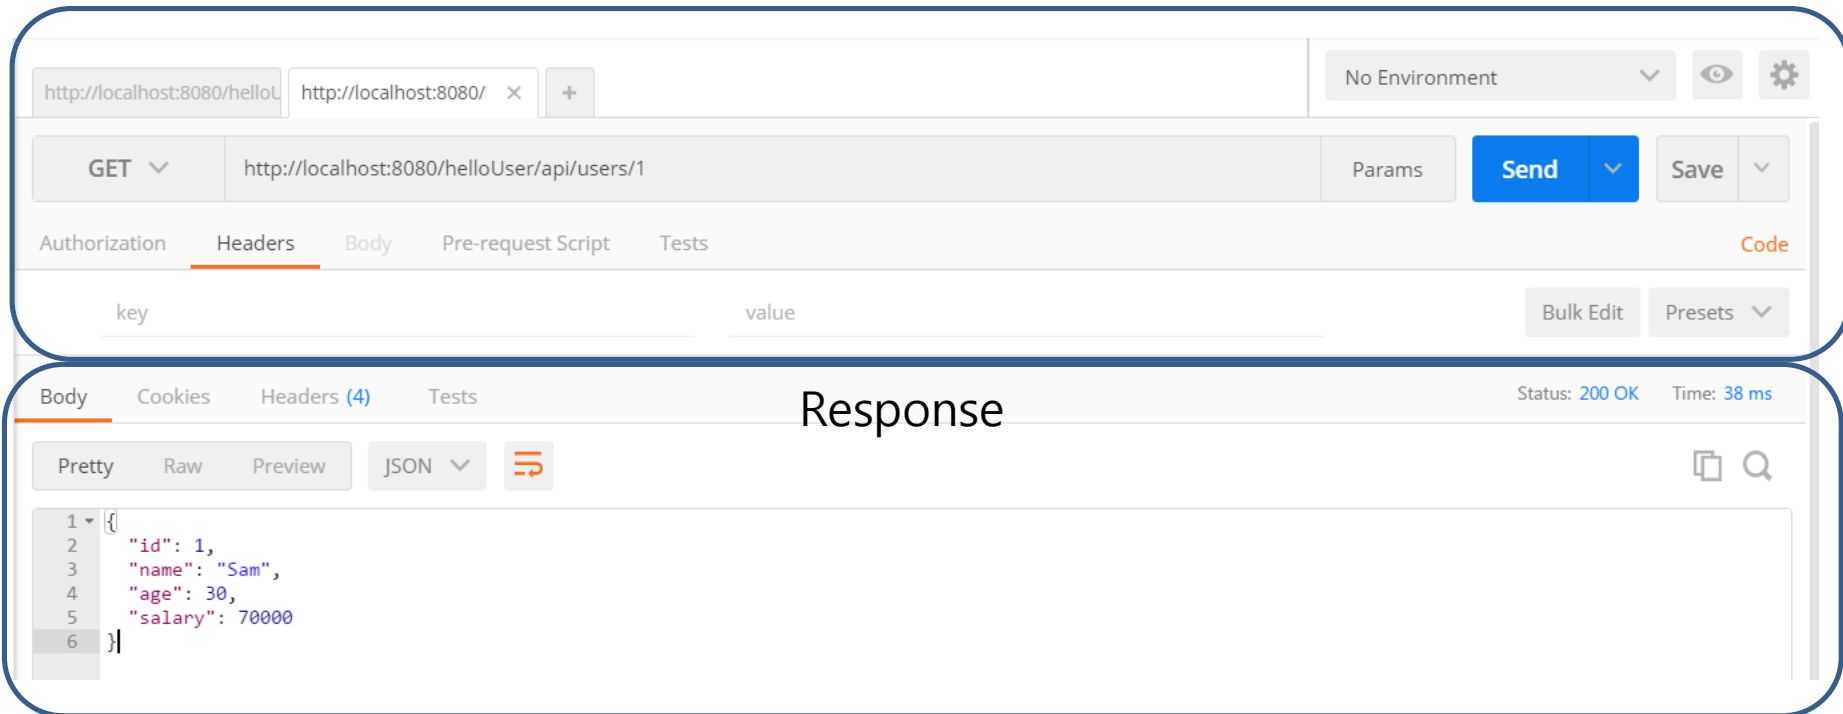 No Environment
http://localhost:8080/helloU http://localhost:8080/ +
GET http://localhost:8080/helloUser/api/users/1 Params Send Save
Authorization Headers Body Pre-request Script Tests Code
key value Bulk Edit Presets
Body Cookies Headers (4) Tests Response Status: 200 OK Time: 38 ms
Pretty Raw Preview JSON
1 {
2 "id": 1,
3 "name": "Sam",
4 "age": 30,
5 "salary": 70000
6 }